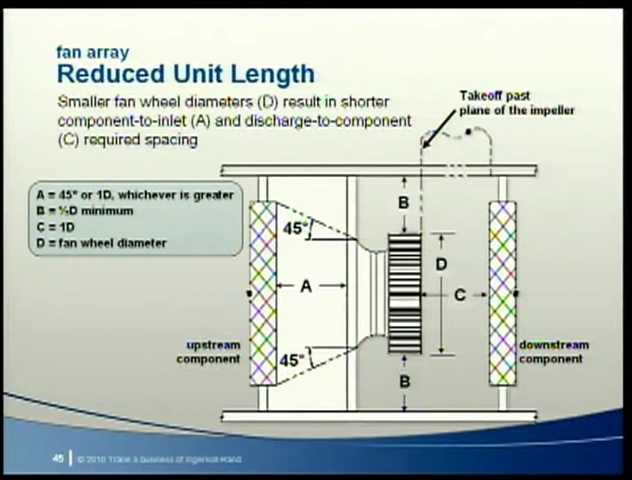 fan array
Reduced Unit Length
Smaller fan wheel diameters (D) result in shorter
component-to-inlet (A) and discharge-to-component
(C) required spacing
Takeoff past
plane of the impeller
A = 45° or 1D, whichever is greater
B = ½D minimum
C = 1D
D = fan wheel diameter
B
45°
D
A
C
upstream
component
45°
downstream
component
B
45
© 2010 Trane a business of Ingersoll-Rand